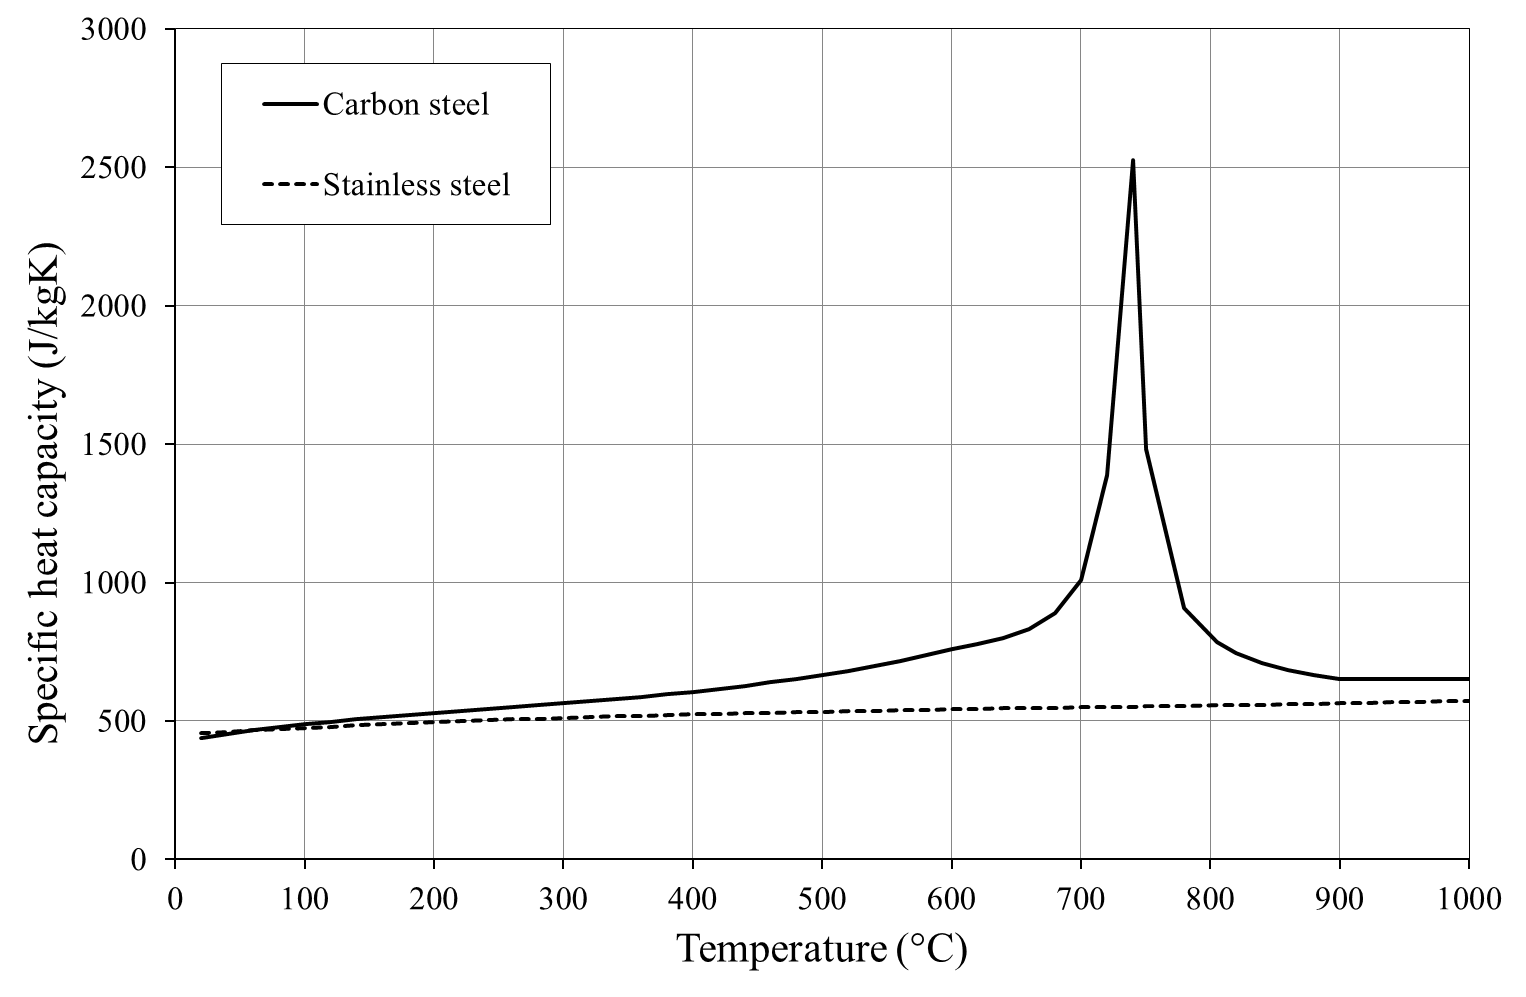 3000
2500
2000
1500
1000
500
0
Specific heat capacity (J/kgK)
Carbon steel
Stainless steel
0 100 200 300 400 500 600 700 800 900 1000
Temperature (°C)